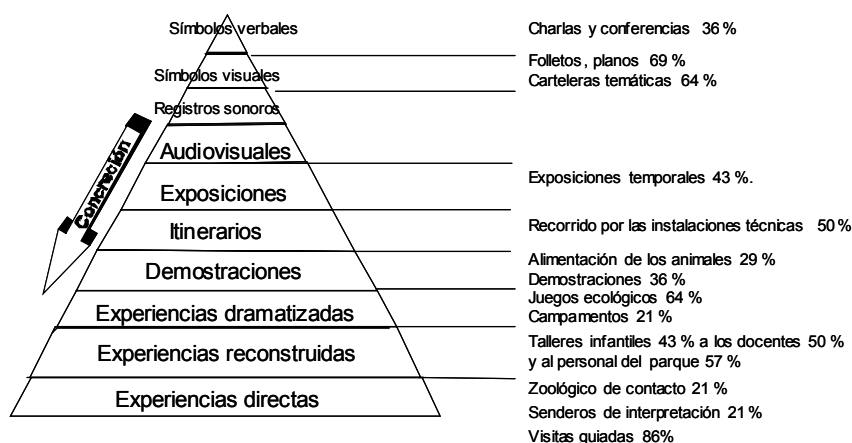 Símbolos verbales
Charlas y conferencias 36 %
Folletos, planos 69 %
Símbolos visuales
Carteleras temáticas 64 %
Registros sonoros
Concreción
Audiovisuales
Exposiciones temporales 43 %.
Exposiciones
Itinerarios
Recorrido por las instalaciones técnicas 50 %
Alimentación de los animales 29 %
Demostraciones
Demostraciones 36 %
Juegos ecológicos 64 %
Experiencias dramatizadas
Campamentos 21 %
Talleres infantiles 43 % a los docentes 50 %
y al personal del parque 57 %
Experiencias reconstruidas
Zoológico de contacto 21 %
Experiencias directas
Senderos de interpretación 21 %
Visitas guiadas 86%